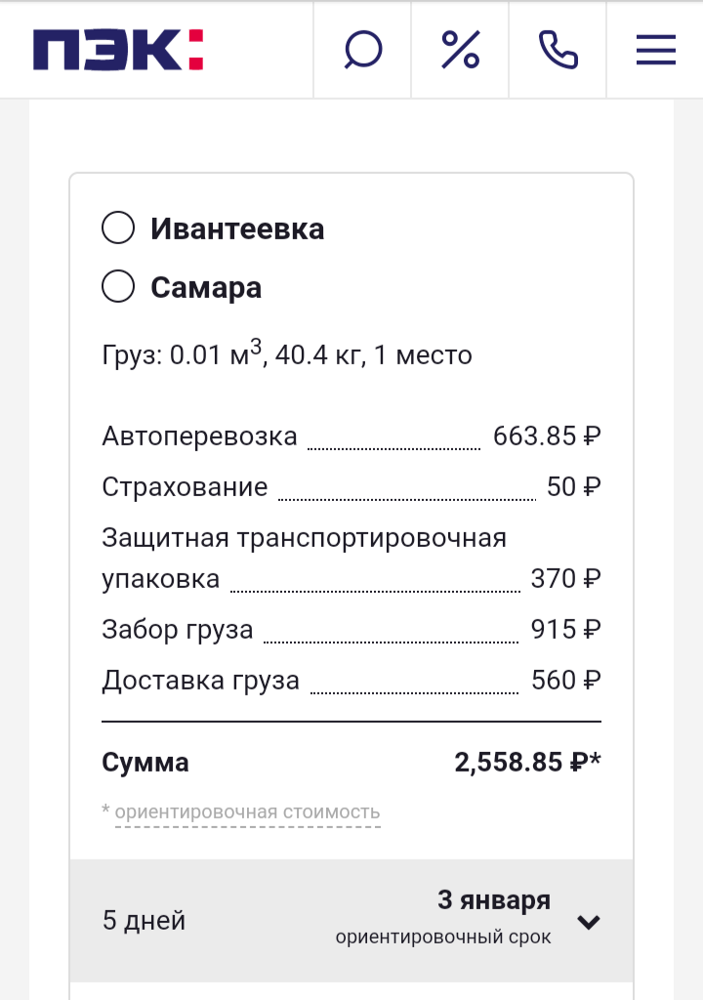 ПЭК:
Ивантеевка
Самара
Груз: 0.01 м³, 40.4 кг, 1 место
Автоперевозка 663.85 ₽
Страхование 50 ₽
Защитная транспортировочная
упаковка 370 ₽
Забор груза 915 ₽
Доставка груза 560 ₽
Сумма 2,558.85 ₽*
* ориентировочная стоимость
3 января
5 дней
ориентировочный срок